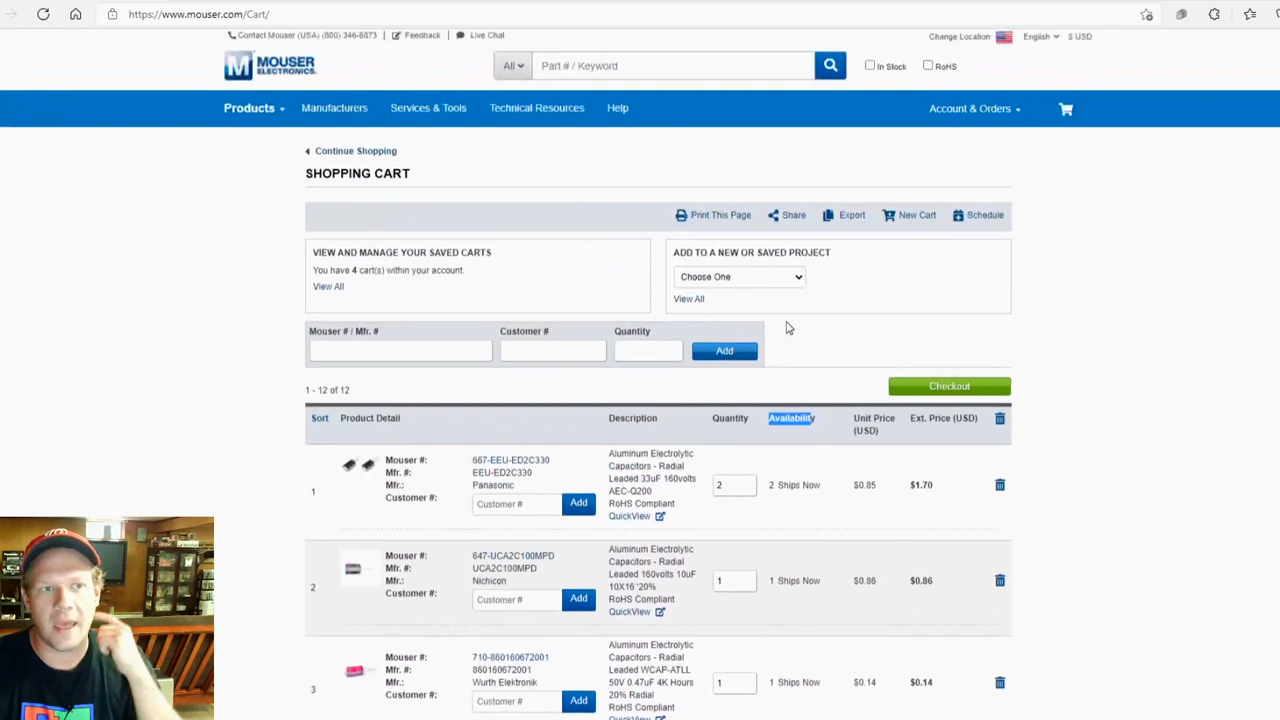 https://www.mouser.com/Cart/
Contact Mouser (USA) (800) 346-6873
Feedback
Live Chat
Change Location
English
$ USD
MOUSER
ELECTRONICS
All
Part # / Keyword
In Stock
RoHS
Products
Manufacturers
Services & Tools
Technical Resources
Help
Account & Orders
Continue Shopping
SHOPPING CART
Print This Page
Share
Export
New Cart
Schedule
VIEW AND MANAGE YOUR SAVED CARTS
You have 4 cart(s) within your account.
View All
ADD TO A NEW OR SAVED PROJECT
Choose One
View All
Mouser # / Mfr. #
Customer #
Quantity
Add
1 - 12 of 12
Checkout
Sort
Product Detail
Description
Quantity
Availability
Unit Price
(USD)
Ext. Price (USD)
1
Mouser #: 667-EEU-ED2C330
Mfr. #: EEU-ED2C330
Mfr.: Panasonic
Customer #: Customer # Add
Aluminum Electrolytic
Capacitors - Radial
Leaded 33uF 160volts
AEC-Q200
RoHS Compliant
QuickView
2
2 Ships Now
$0.85
$1.70
2
Mouser #: 647-UCA2C100MPD
Mfr. #: UCA2C100MPD
Mfr.: Nichicon
Customer #: Customer # Add
Aluminum Electrolytic
Capacitors - Radial
Leaded 160volts 10uF
10X16 '20%
RoHS Compliant
QuickView
1
1 Ships Now
$0.86
$0.86
3
Mouser #: 710-860160672001
Mfr. #: 860160672001
Mfr.: Wurth Elektronik
Customer #: Customer # Add
Aluminum Electrolytic
Capacitors - Radial
Leaded WCAP-ATLL
50V 0.47uF 4K Hours
20% Radial
RoHS Compliant
QuickView
1
1 Ships Now
$0.14
$0.14